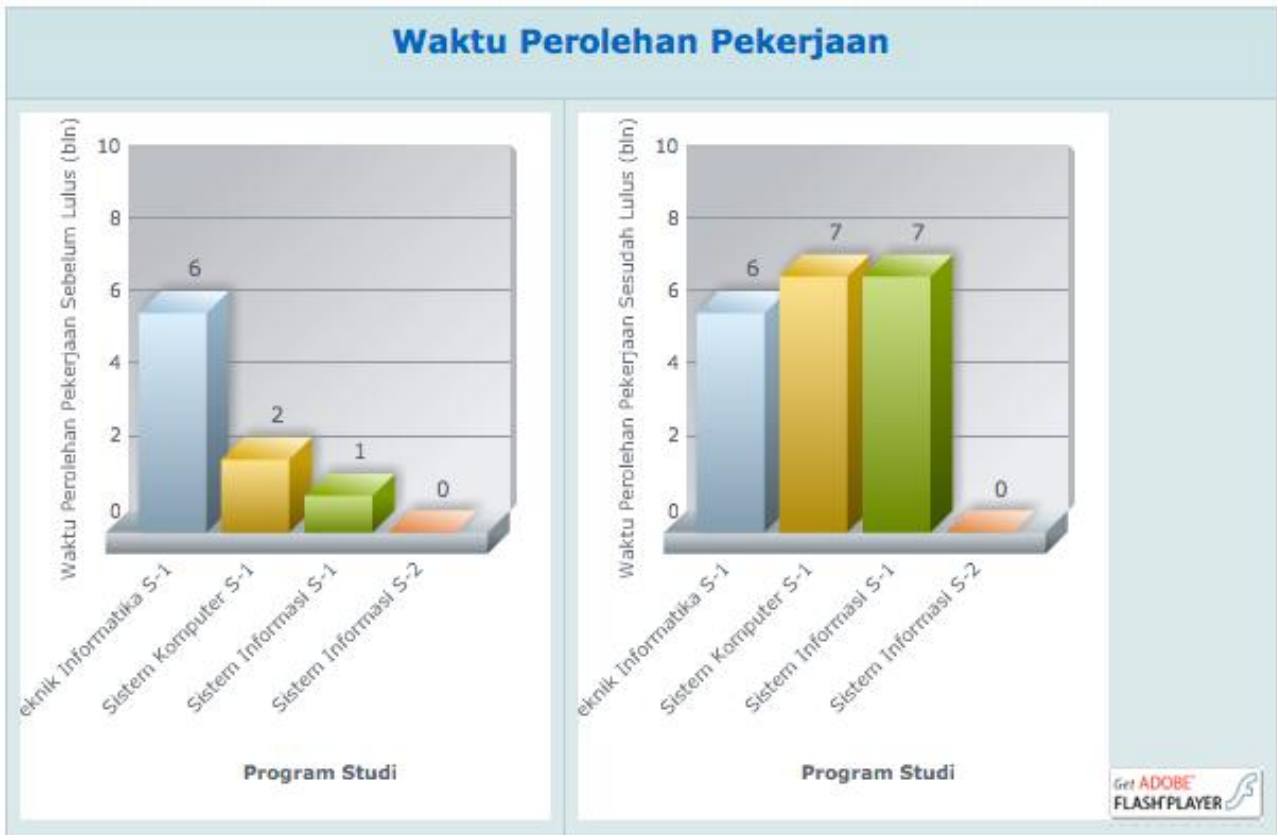 Waktu Perolehan Pekerjaan
Waktu Perolehan Pekerjaan Sebelum Lulus (bln)
10
8
6
4
2
0
6
2
1
0
eknik Informatika S-1
Sistem Komputer S-1
Sistem Informasi S-1
Sistem Informasi S-2
Program Studi
Waktu Perolehan Pekerjaan Sesudah Lulus (bln)
10
8
6
4
2
0
6
7
7
0
eknik Informatika S-1
Sistem Komputer S-1
Sistem Informasi S-1
Sistem Informasi S-2
Program Studi
Get ADOBE
FLASH PLAYER